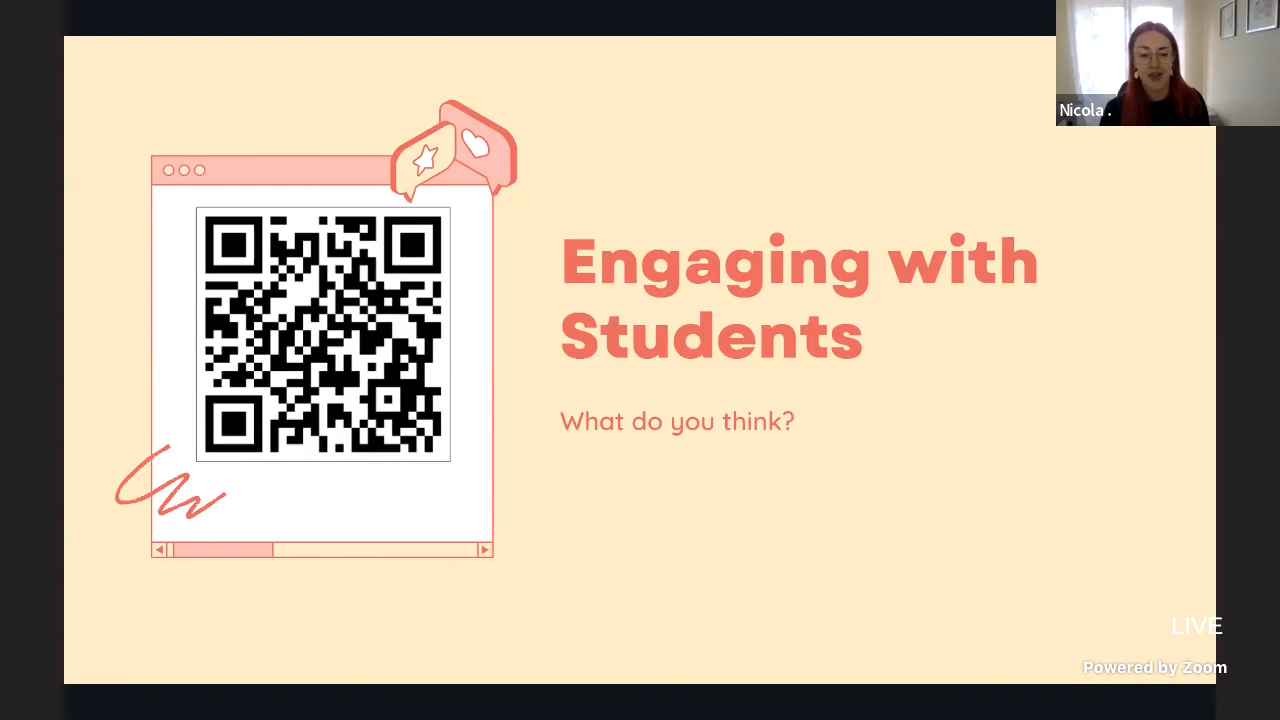 Nicola .
Engaging with
Students
What do you think?
LIVE
Powered by Zoom